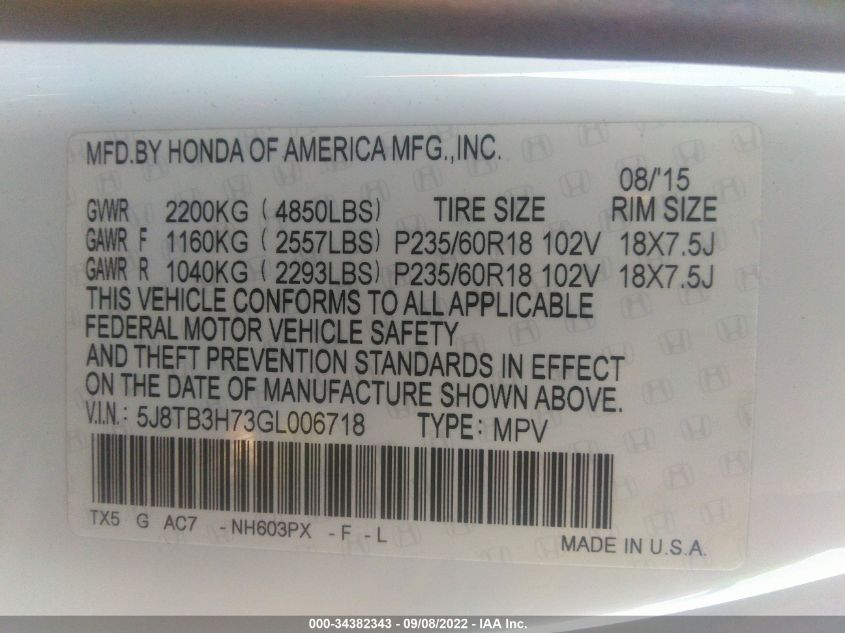 MFD.BY HONDA OF AMERICA MFG.,INC.
08/'15
GVWR 2200KG ( 4850LBS) TIRE SIZE RIM SIZE
GAWR F 1160KG ( 2557LBS) P235/60R18 102V 18X7.5J
GAWR R 1040KG ( 2293LBS) P235/60R18 102V 18X7.5J
THIS VEHICLE CONFORMS TO ALL APPLICABLE
FEDERAL MOTOR VEHICLE SAFETY
AND THEFT PREVENTION STANDARDS IN EFFECT
ON THE DATE OF MANUFACTURE SHOWN ABOVE.
V.I.N.: 5J8TB3H73GL006718 TYPE: MPV
TX5 G AC7 -NH603PX -F-L
MADE IN U.S.A.
000-34382343 - 09/08/2022 - IAA Inc.